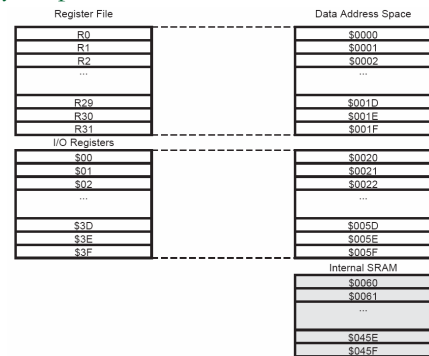 Register File Data Address Space
R0 $0000
R1 $0001
R2 $0002
... ...
R29 $001D
R30 $001E
R31 $001F
I/O Registers
$00 $0020
$01 $0021
$02 $0022
... ...
$3D $005D
$3E $005E
$3F $005F
Internal SRAM
$0060
$0061
...
$045E
$045F